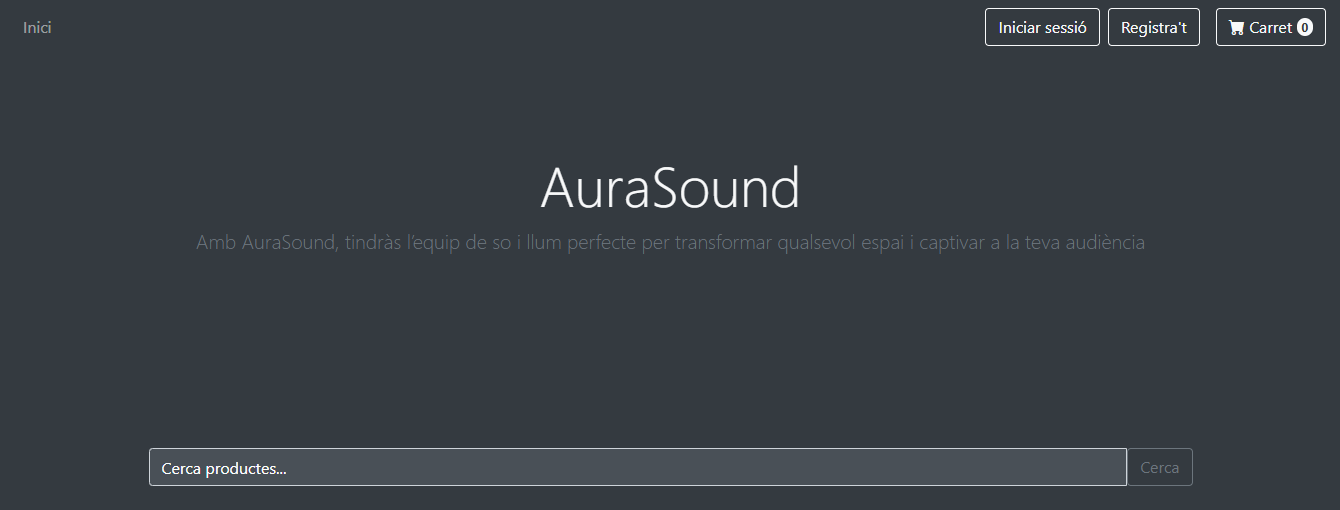 Inici
Iniciar sessió
Registra't
Carret 0
AuraSound
Amb AuraSound, tindràs l'equip de so i llum perfecte per transformar qualsevol espai i captivar a la teva audiència
Cerca productes...
Cerca